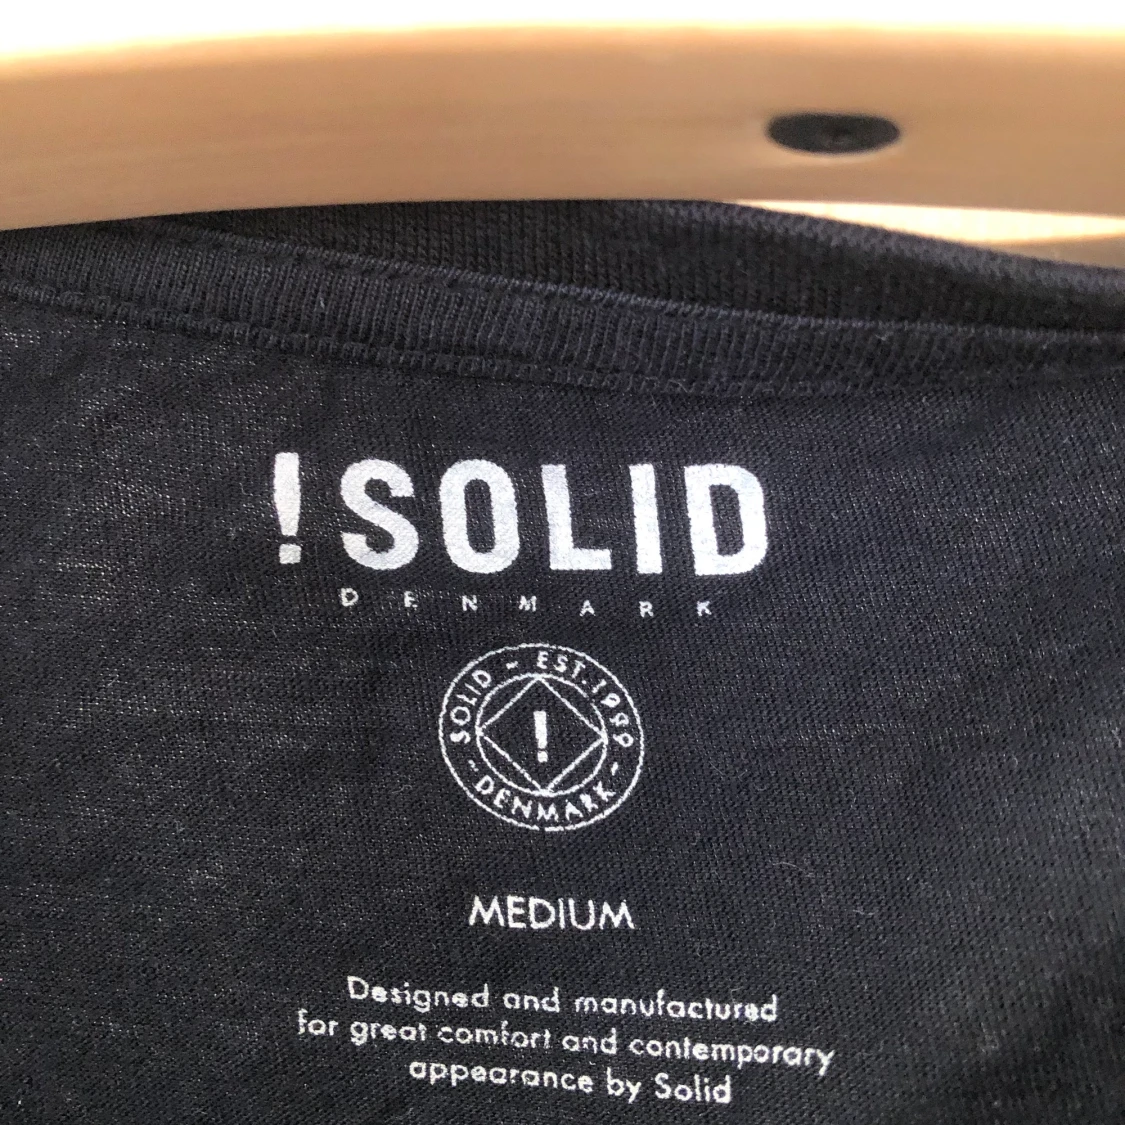 !SOLID
DENMARK
SOLID - EST. 1999 - DENMARK -
!
MEDIUM
Designed and manufactured
for great comfort and contemporary
appearance by Solid